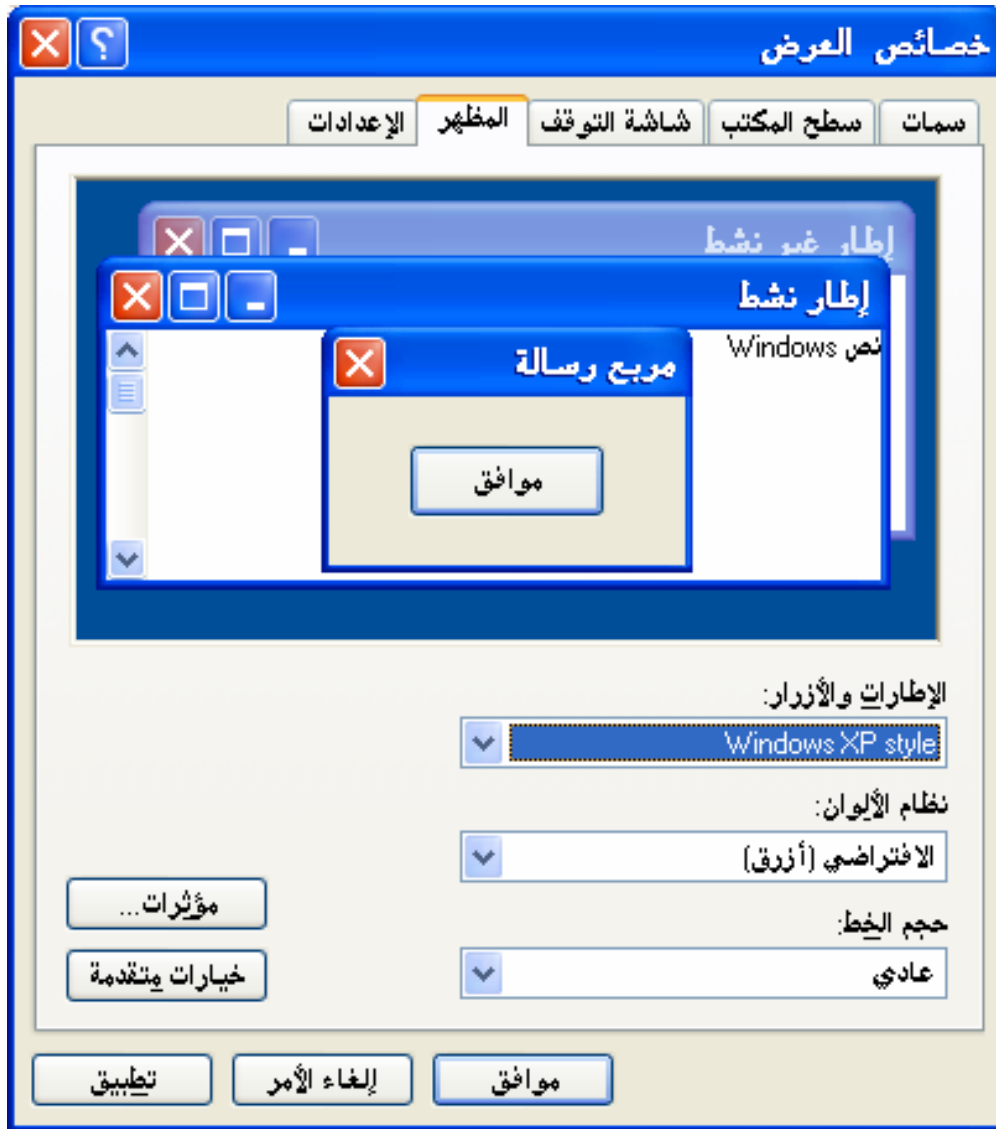 خصائص العرض
سمات
سطح المكتب
شاشة التوقف
المظهر
الإعدادات
إطار غير نشط
إطار نشط
نص Windows
مربع رسالة
موافق
الإطارات والأزرار:
Windows XP style
نظام الألوان:
الافتراضي (أزرق)
حجم الخط:
عادي
مؤثرات...
خيارات متقدمة
موافق
إلغاء الأمر
تطبيق